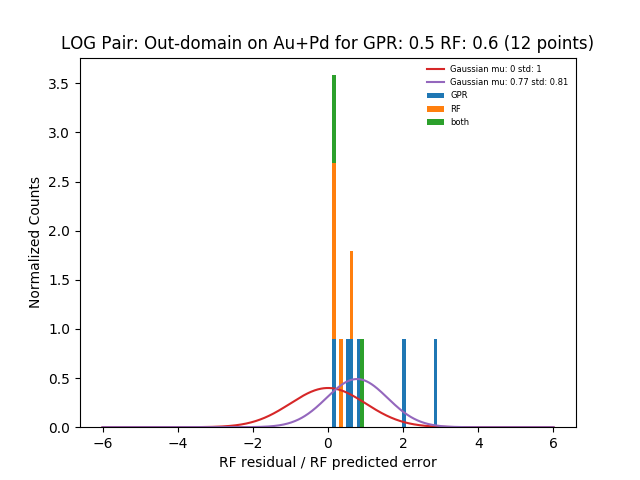 LOG Pair: Out-domain on Au+Pd for GPR: 0.5 RF: 0.6 (12 points)
Gaussian mu: 0 std: 1
Gaussian mu: 0.77 std: 0.81
GPR
RF
both
Normalized Counts
3.5
3.0
2.5
2.0
1.5
1.0
0.5
0.0
−6 −4 −2 0 2 4 6
RF residual / RF predicted error